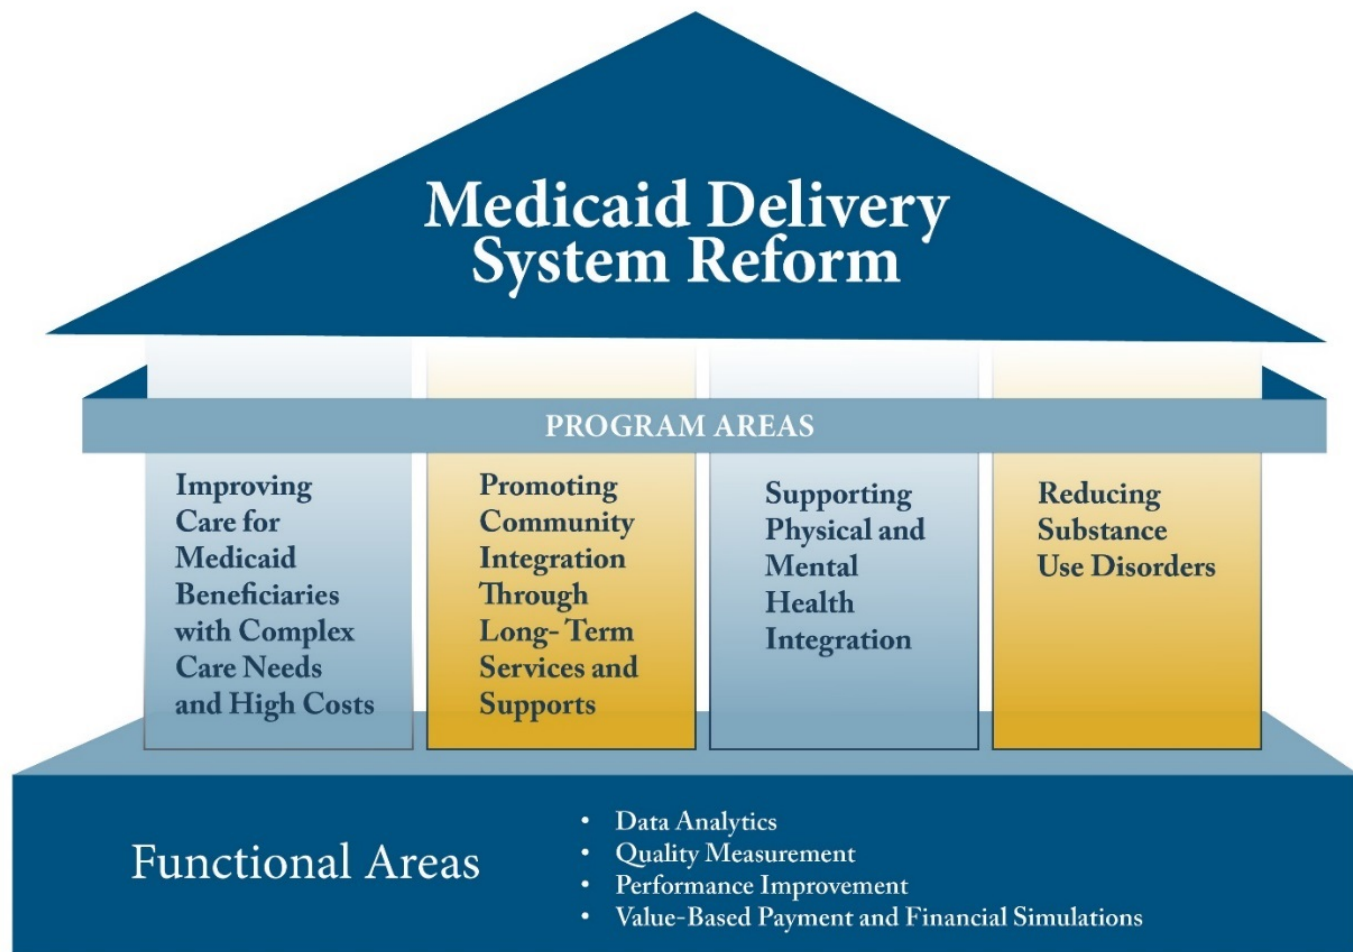 Medicaid Delivery
System Reform
PROGRAM AREAS
Improving
Care for
Medicaid
Beneficiaries
with Complex
Care Needs
and High Costs
Promoting
Community
Integration
Through
Long- Term
Services and
Supports
Supporting
Physical and
Mental
Health
Integration
Reducing
Substance
Use Disorders
Functional Areas
• Data Analytics
• Quality Measurement
• Performance Improvement
• Value-Based Payment and Financial Simulations